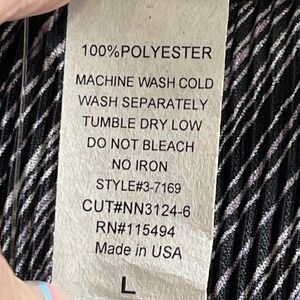 100%POLYESTER
MACHINE WASH COLD
WASH SEPARATELY
TUMBLE DRY LOW
DO NOT BLEACH
NO IRON
STYLE#3-7169
CUT#NN3124-6
RN#115494
Made in USA
L